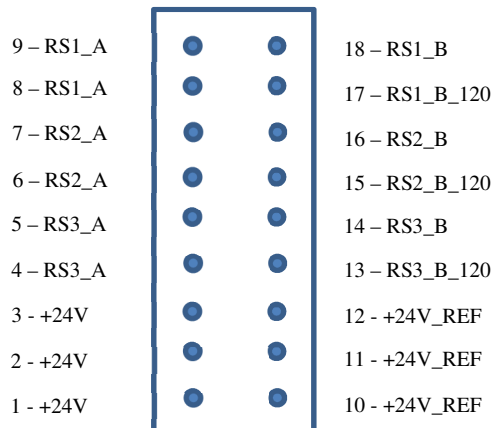 9 – RS1_A
18 – RS1_B
8 – RS1_A
17 – RS1_B_120
7 – RS2_A
16 – RS2_B
6 – RS2_A
15 – RS2_B_120
5 – RS3_A
14 – RS3_B
4 – RS3_A
13 – RS3_B_120
3 - +24V
12 - +24V_REF
2 - +24V
11 - +24V_REF
1 - +24V
10 - +24V_REF